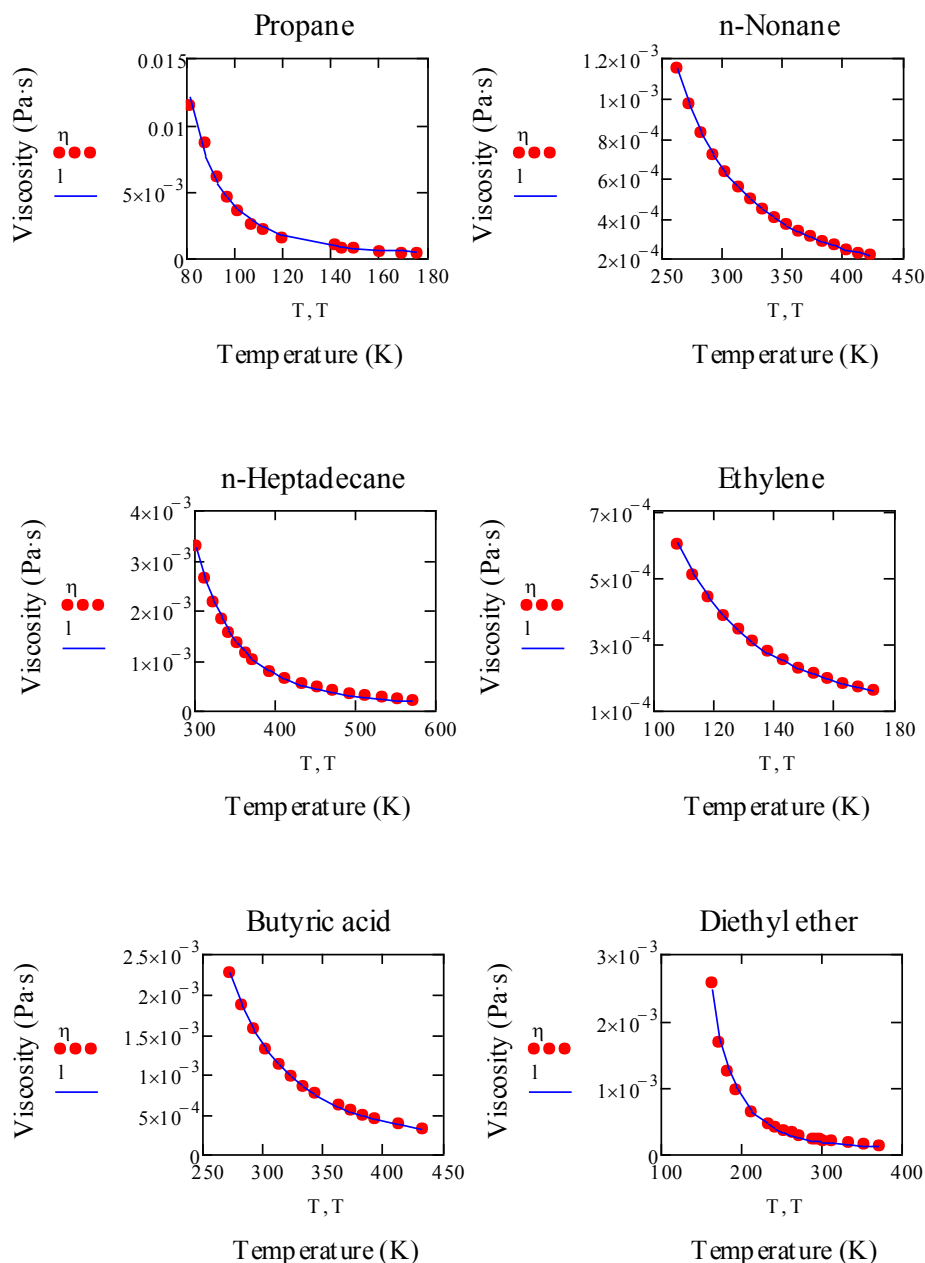 Propane
Viscosity (Pa·s)
η
l
0.015
0.01
5×10⁻³
0
80 100 120 140 160 180
T, T
Temperature (K)
n-Nonane
Viscosity (Pa·s)
η
l
1.2×10⁻³
1×10⁻³
8×10⁻⁴
6×10⁻⁴
4×10⁻⁴
2×10⁻⁴
250 300 350 400 450
T, T
Temperature (K)
n-Heptadecane
Viscosity (Pa·s)
η
l
4×10⁻³
3×10⁻³
2×10⁻³
1×10⁻³
0
300 400 500 600
T, T
Temperature (K)
Ethylene
Viscosity (Pa·s)
η
l
7×10⁻⁴
5×10⁻⁴
3×10⁻⁴
1×10⁻⁴
100 120 140 160 180
T, T
Temperature (K)
Butyric acid
Viscosity (Pa·s)
η
l
2.5×10⁻³
2×10⁻³
1.5×10⁻³
1×10⁻³
5×10⁻⁴
0
250 300 350 400 450
T, T
Temperature (K)
Diethyl ether
Viscosity (Pa·s)
η
l
3×10⁻³
2×10⁻³
1×10⁻³
0
100 200 300 400
T, T
Temperature (K)